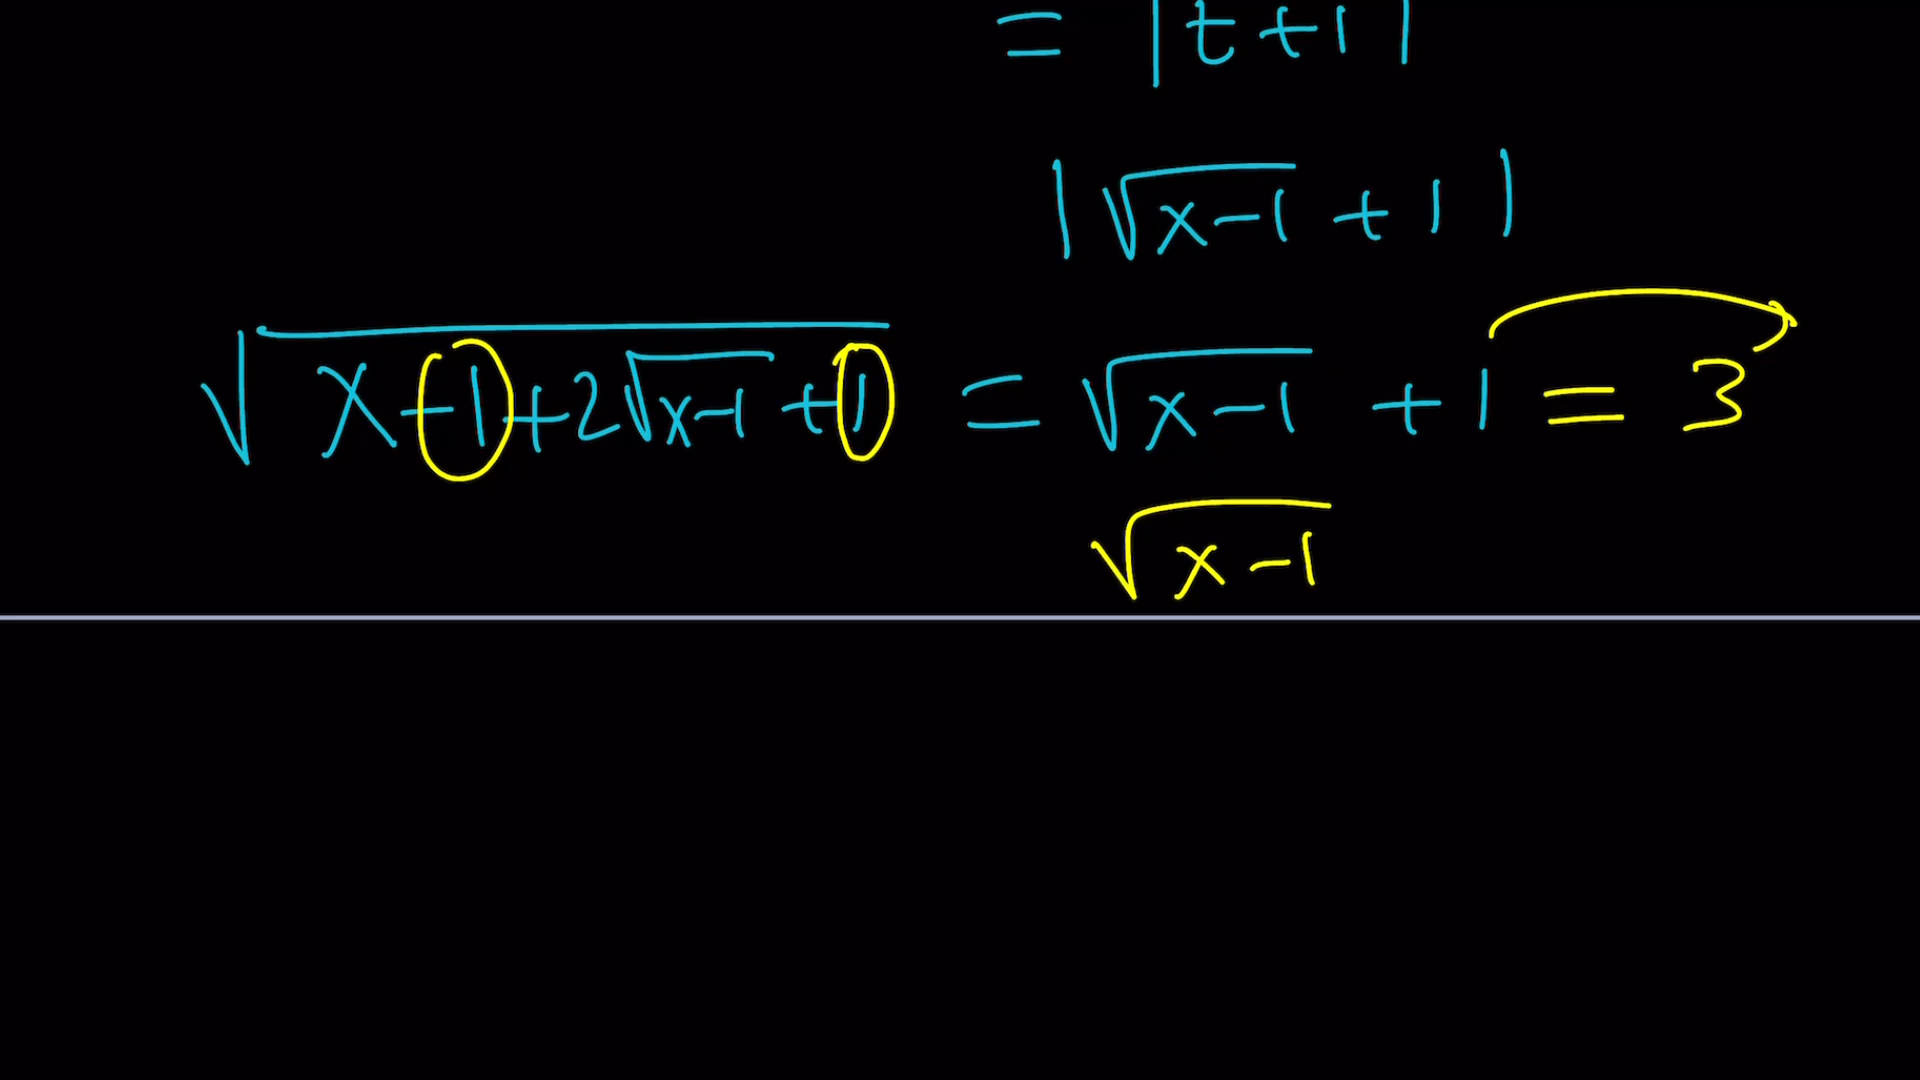 = |t+1|
|√(x-1) + 1|
√(x-1+2√(x-1)+1) = √(x-1) + 1 = 3
√(x-1)